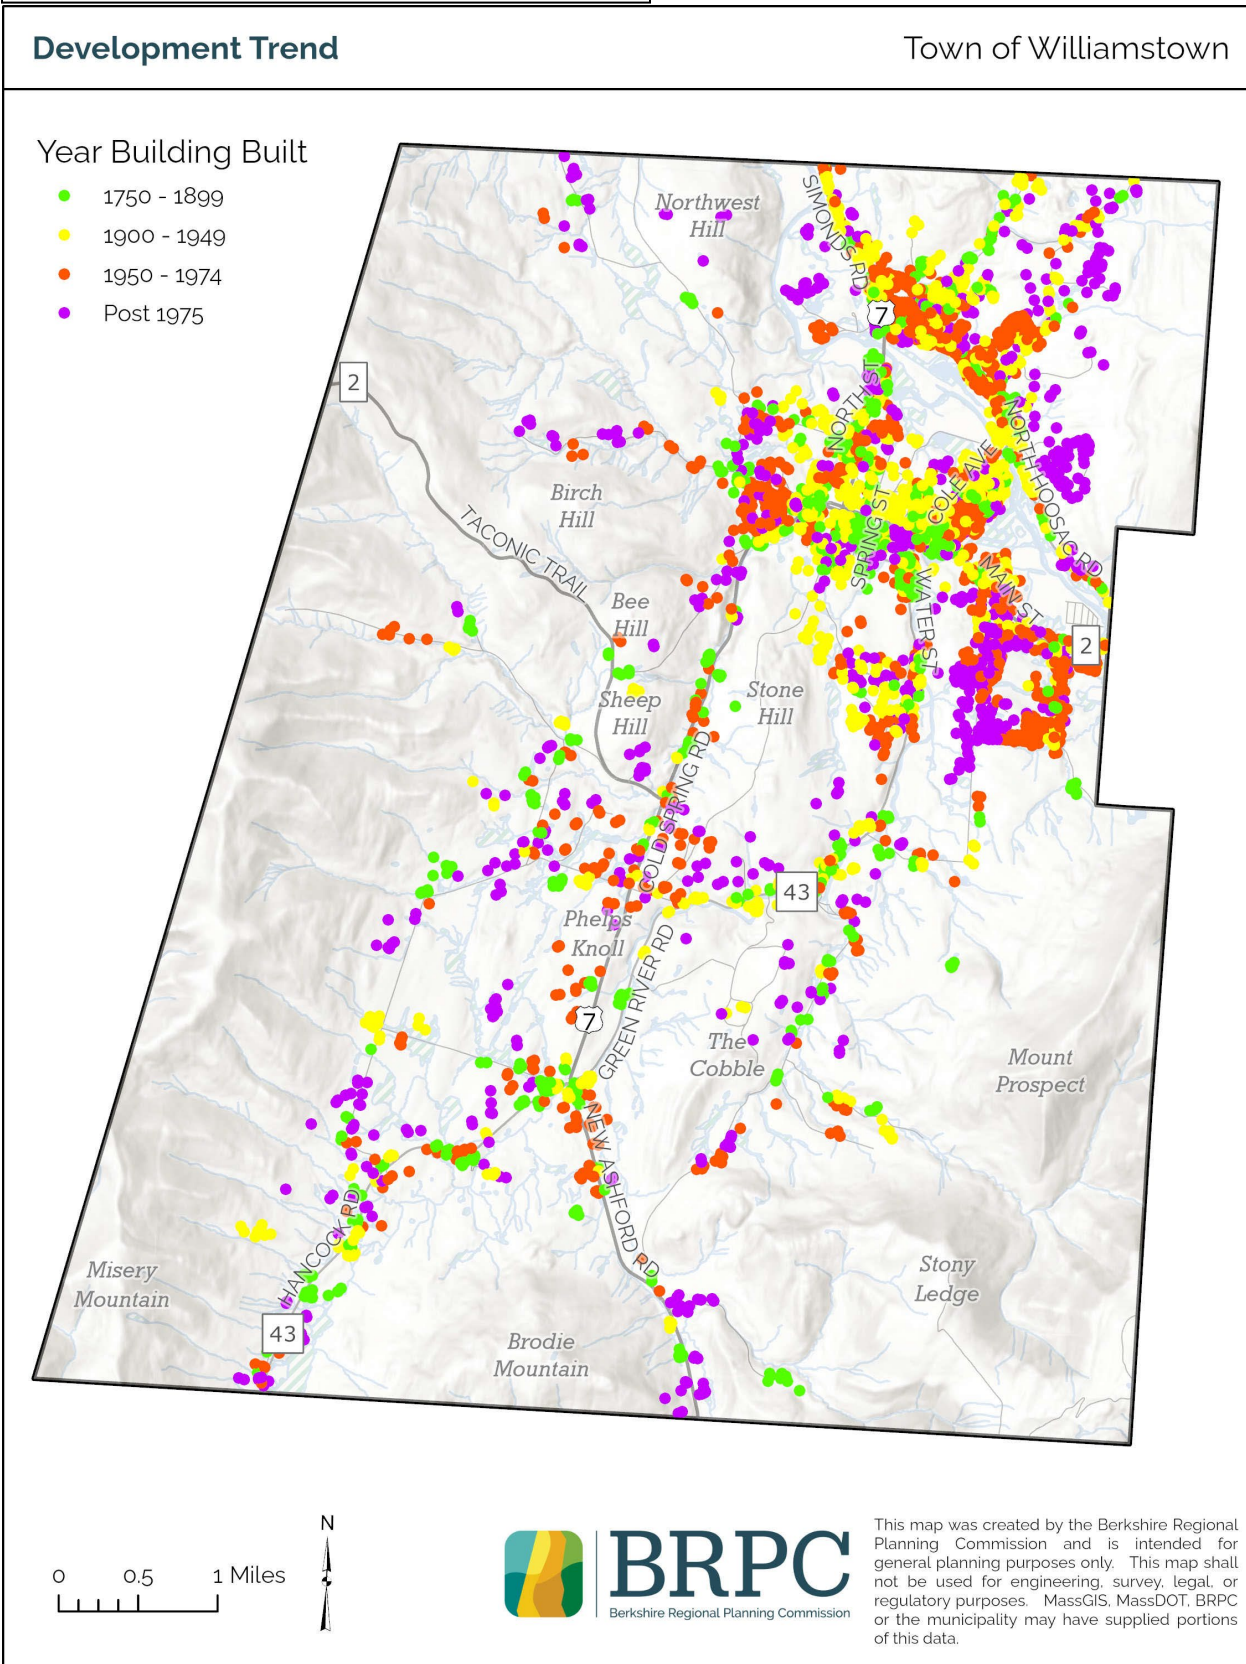 Development Trend
Town of Williamstown
Year Building Built
1750 - 1899
1900 - 1949
1950 - 1974
Post 1975
Northwest
Hill
SIMONDS RD
7
2
NORTH ST
NORTH HOOSAC RD
COLE AVE
Birch
Hill
SPRING ST
TACONIC TRAIL
WATER ST
MAIN ST
Bee
Hill
2
Sheep
Hill
Stone
Hill
COLD SPRING RD
43
Phelps
Knoll
GREEN RIVER RD
7
The
Cobble
Mount
Prospect
NEW ASHFORD RD
HANCOCK RD
Misery
Mountain
Stony
Ledge
43
Brodie
Mountain
N
0 0.5 1 Miles
BRPC
Berkshire Regional Planning Commission
This map was created by the Berkshire Regional
Planning Commission and is intended for
general planning purposes only. This map shall
not be used for engineering, survey, legal, or
regulatory purposes. MassGIS, MassDOT, BRPC
or the municipality may have supplied portions
of this data.